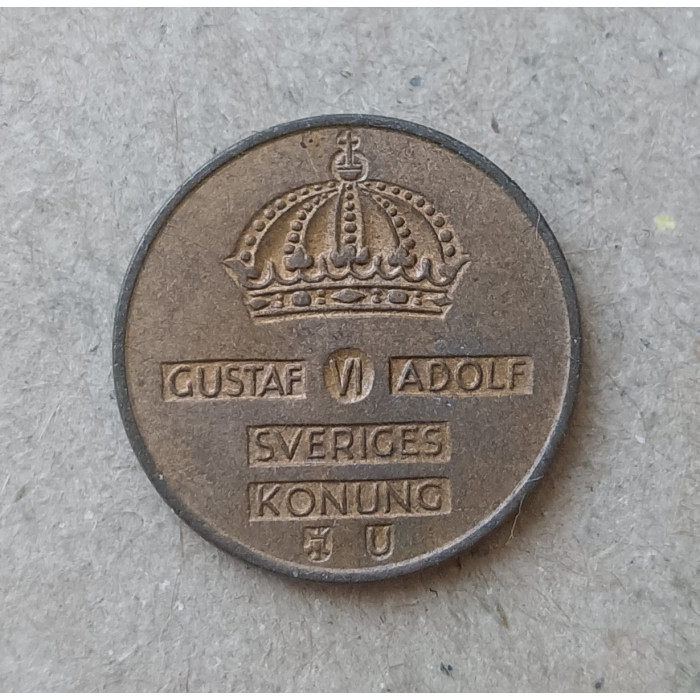 GUSTAF VI ADOLF
SVERIGES
KONUNG
U